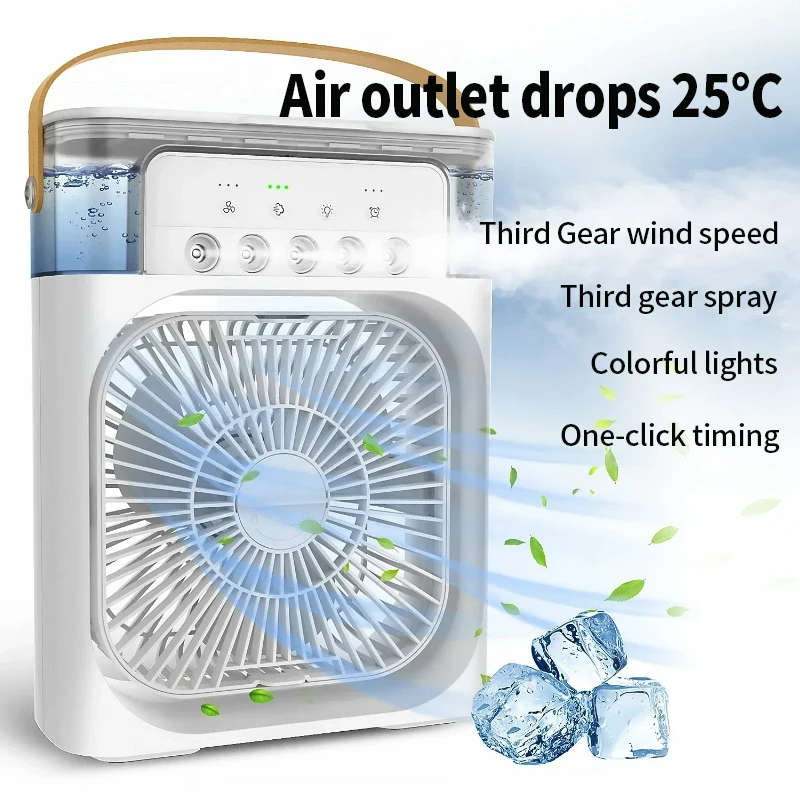 Air outlet drops 25°C
Third Gear wind speed
Third gear spray
Colorful lights
One-click timing